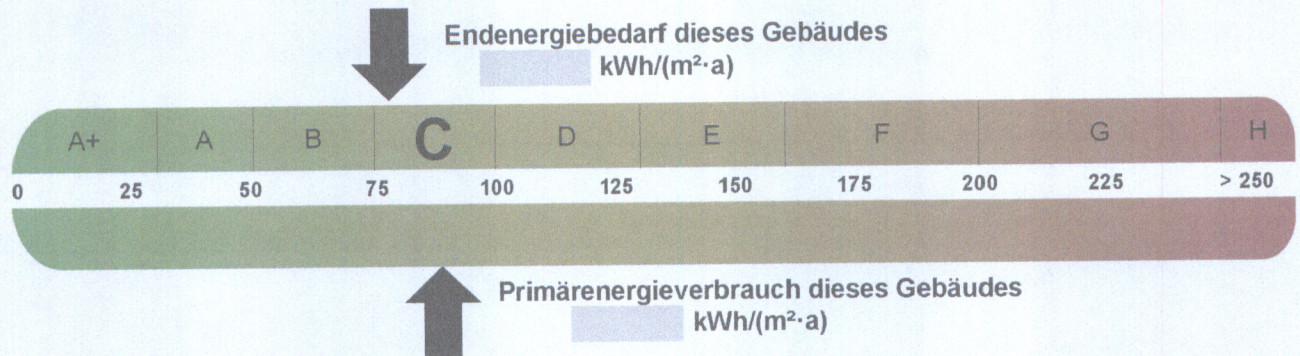 Endenergiebedarf dieses Gebäudes
kWh/(m²·a)
A+ A B C D E F G H
0 25 50 75 100 125 150 175 200 225 > 250
Primärenergieverbrauch dieses Gebäudes
kWh/(m²·a)